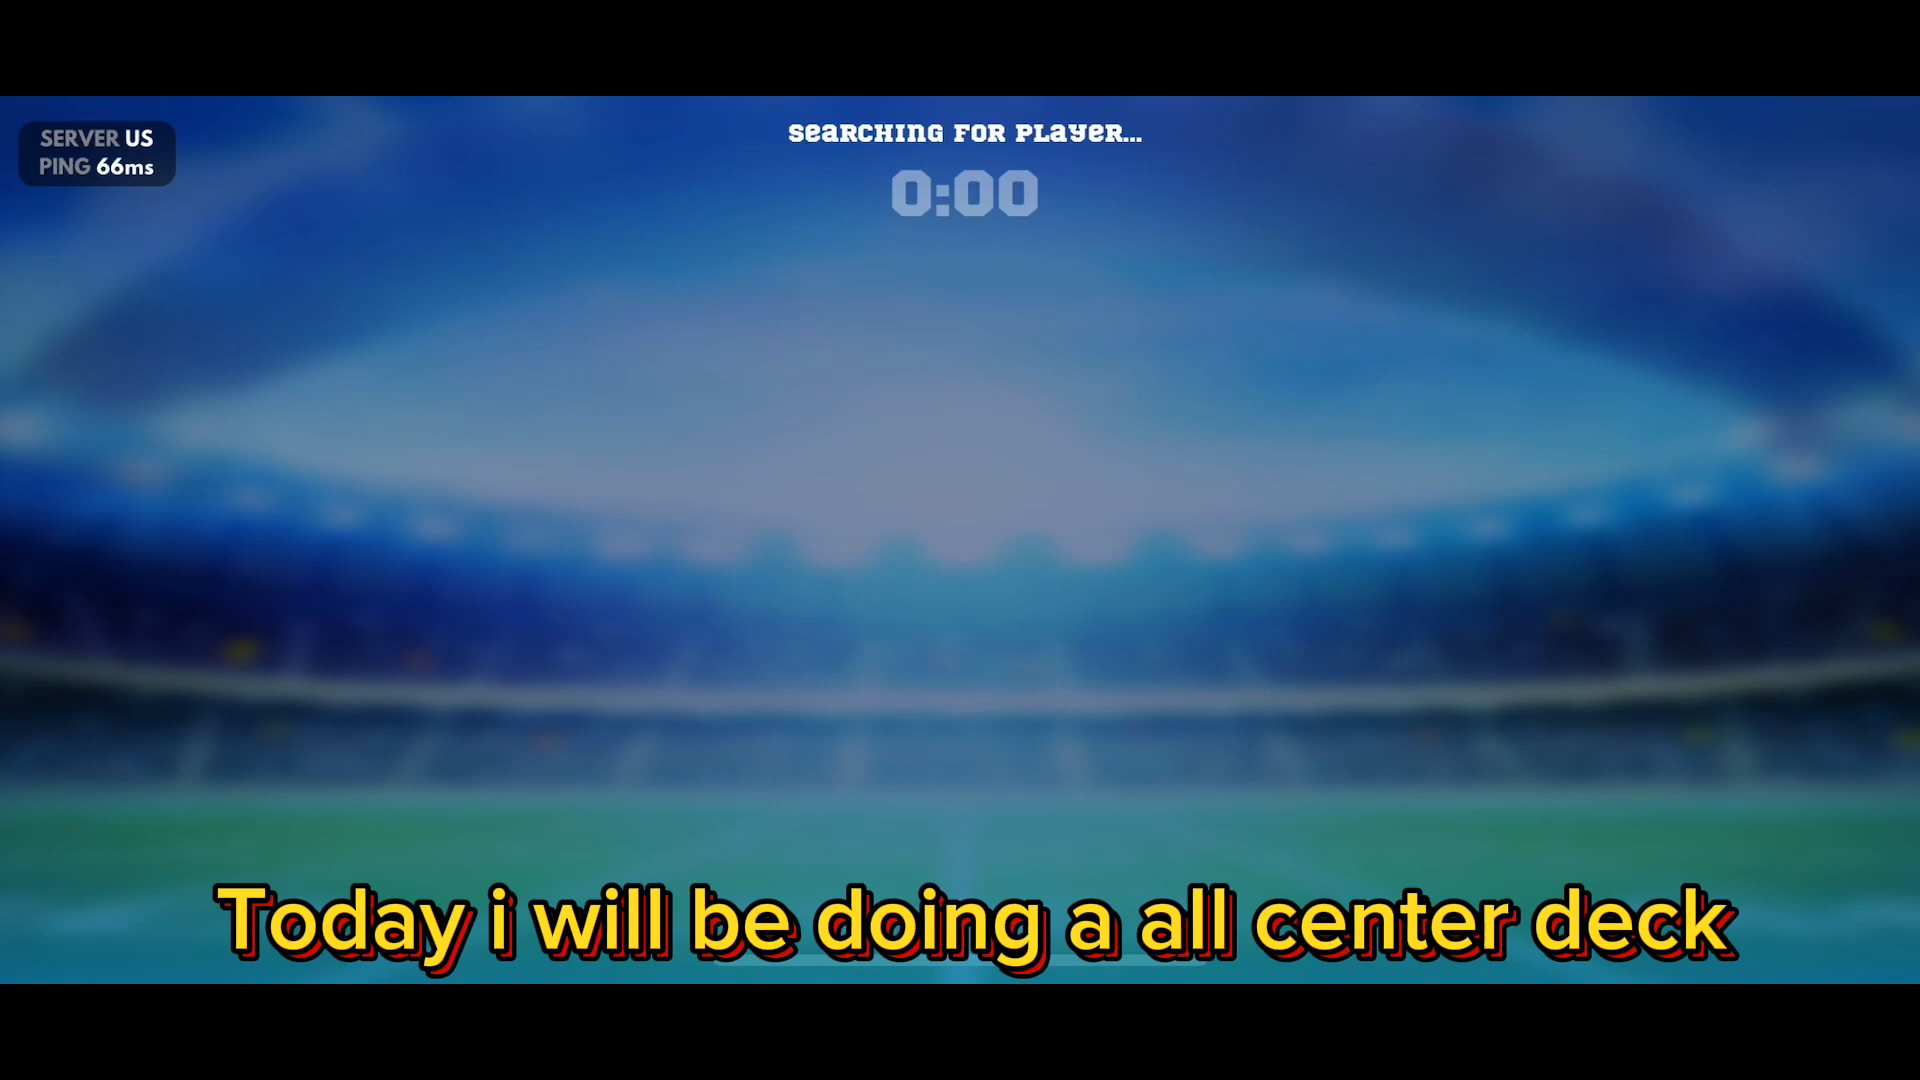 SERVER US
PING 66ms
SeaRCHING FOR PLayeR...
0:00
Today i will be doing a all center deck